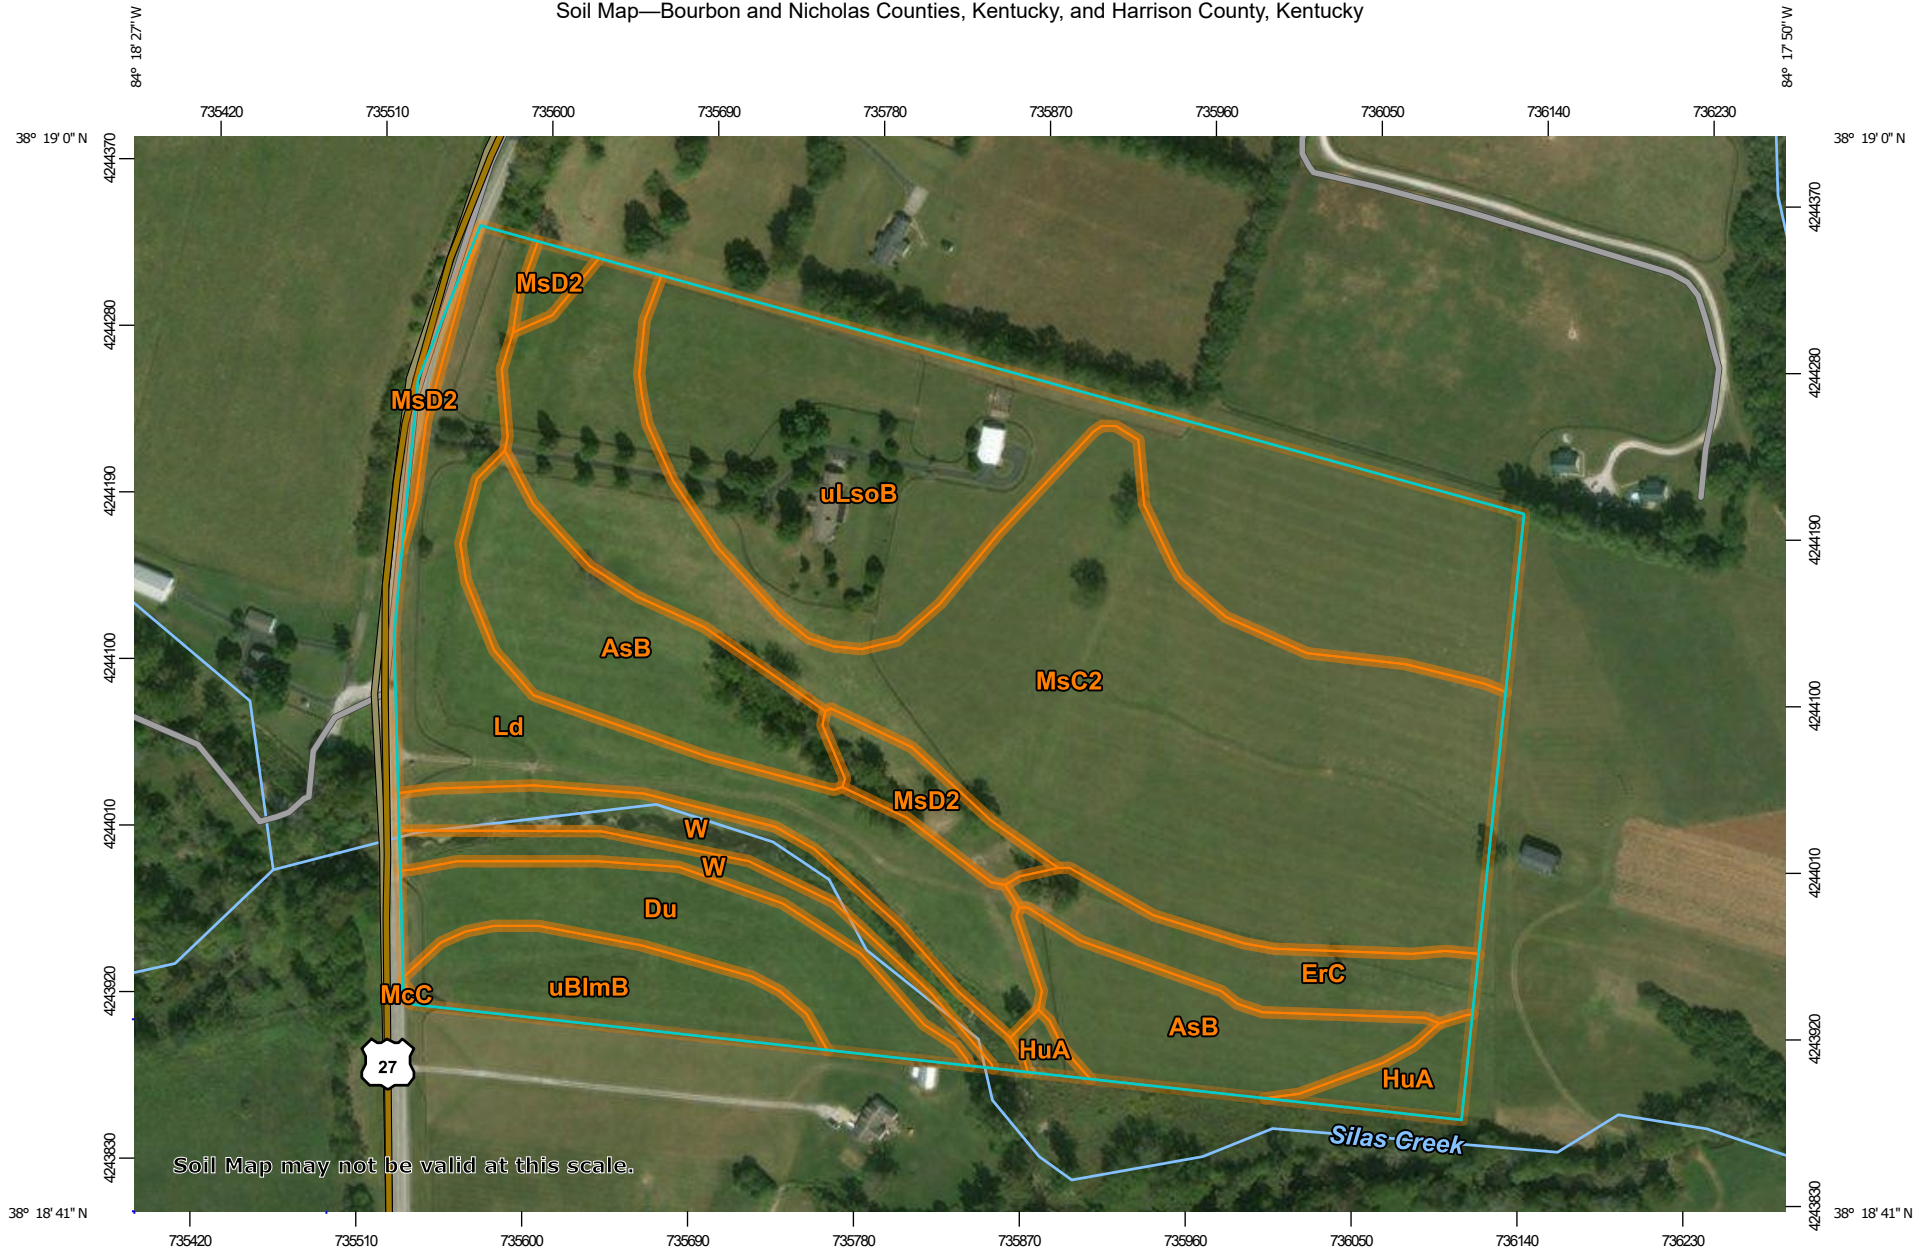 Soil Map—Bourbon and Nicholas Counties, Kentucky, and Harrison County, Kentucky
84° 18' 27'' W
84° 17' 50'' W
735420 735510 735600 735690 735780 735870 735960 736050 736140 736230
38° 19' 0'' N
38° 19' 0'' N
4244370
4244370
MsD2
4244280
4244280
MsD2
4244190
uLsoB
4244190
AsB
4244100
MsC2
4244100
Ld
MsD2
4244010
W
W
4244010
Du
ErC
4243920
McC
uBlmB
AsB
4243920
HuA
27
HuA
Silas Creek
4243830
Soil Map may not be valid at this scale.
4243830
38° 18' 41'' N
38° 18' 41'' N
735420 735510 735600 735690 735780 735870 735960 736050 736140 736230